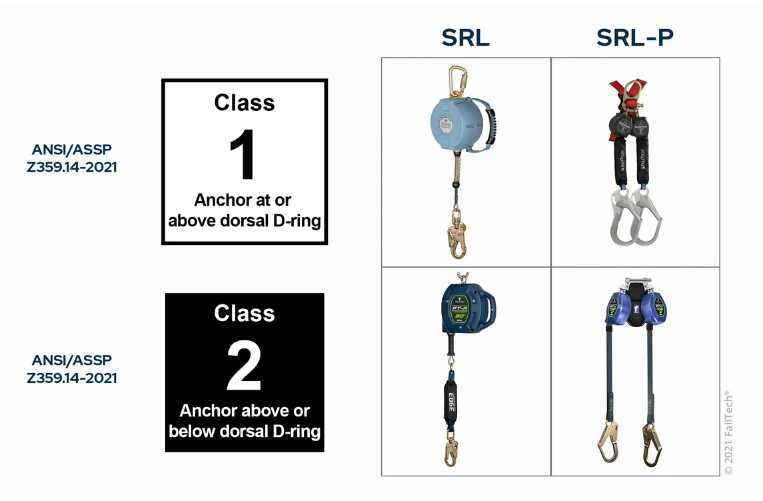 SRL
SRL-P
ANSI/ASSP
Z359.14-2021
Class
1
Anchor at or
above dorsal D-ring
ANSI/ASSP
Z359.14-2021
Class
2
Anchor above or
below dorsal D-ring
EDGE
© 2021 FallTech®